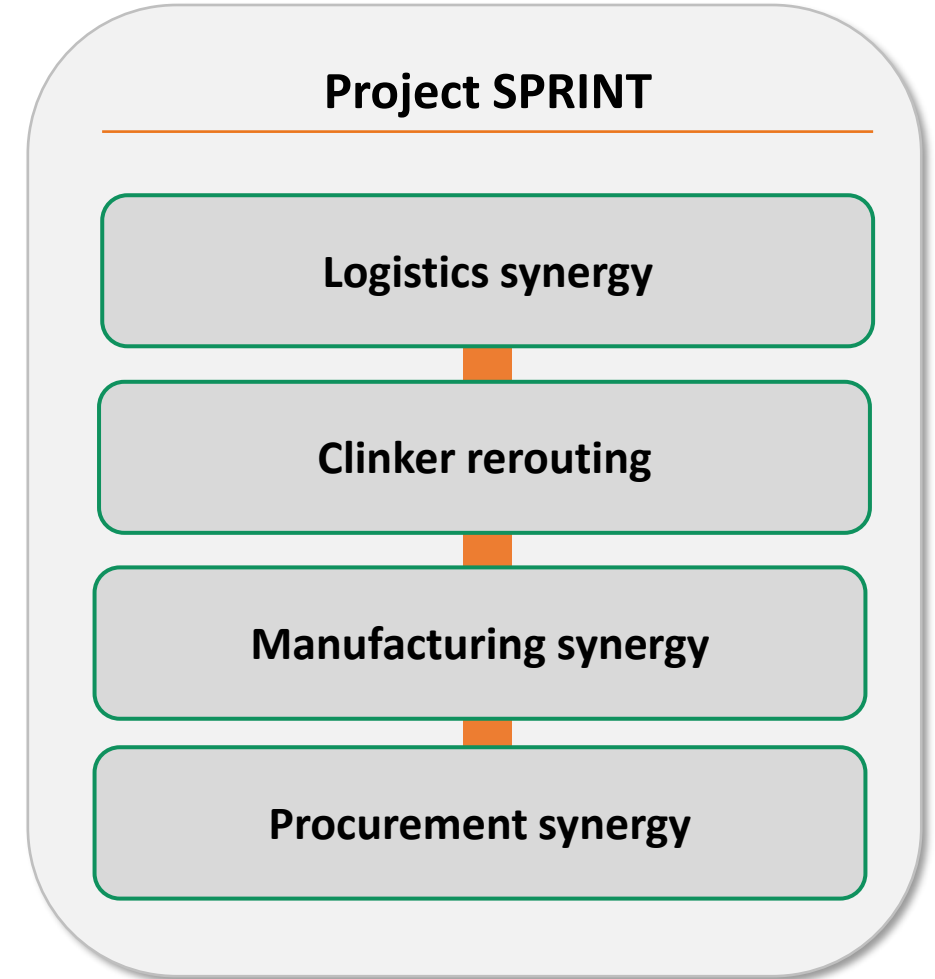 Project SPRINT
Logistics synergy
Clinker rerouting
Manufacturing synergy
Procurement synergy